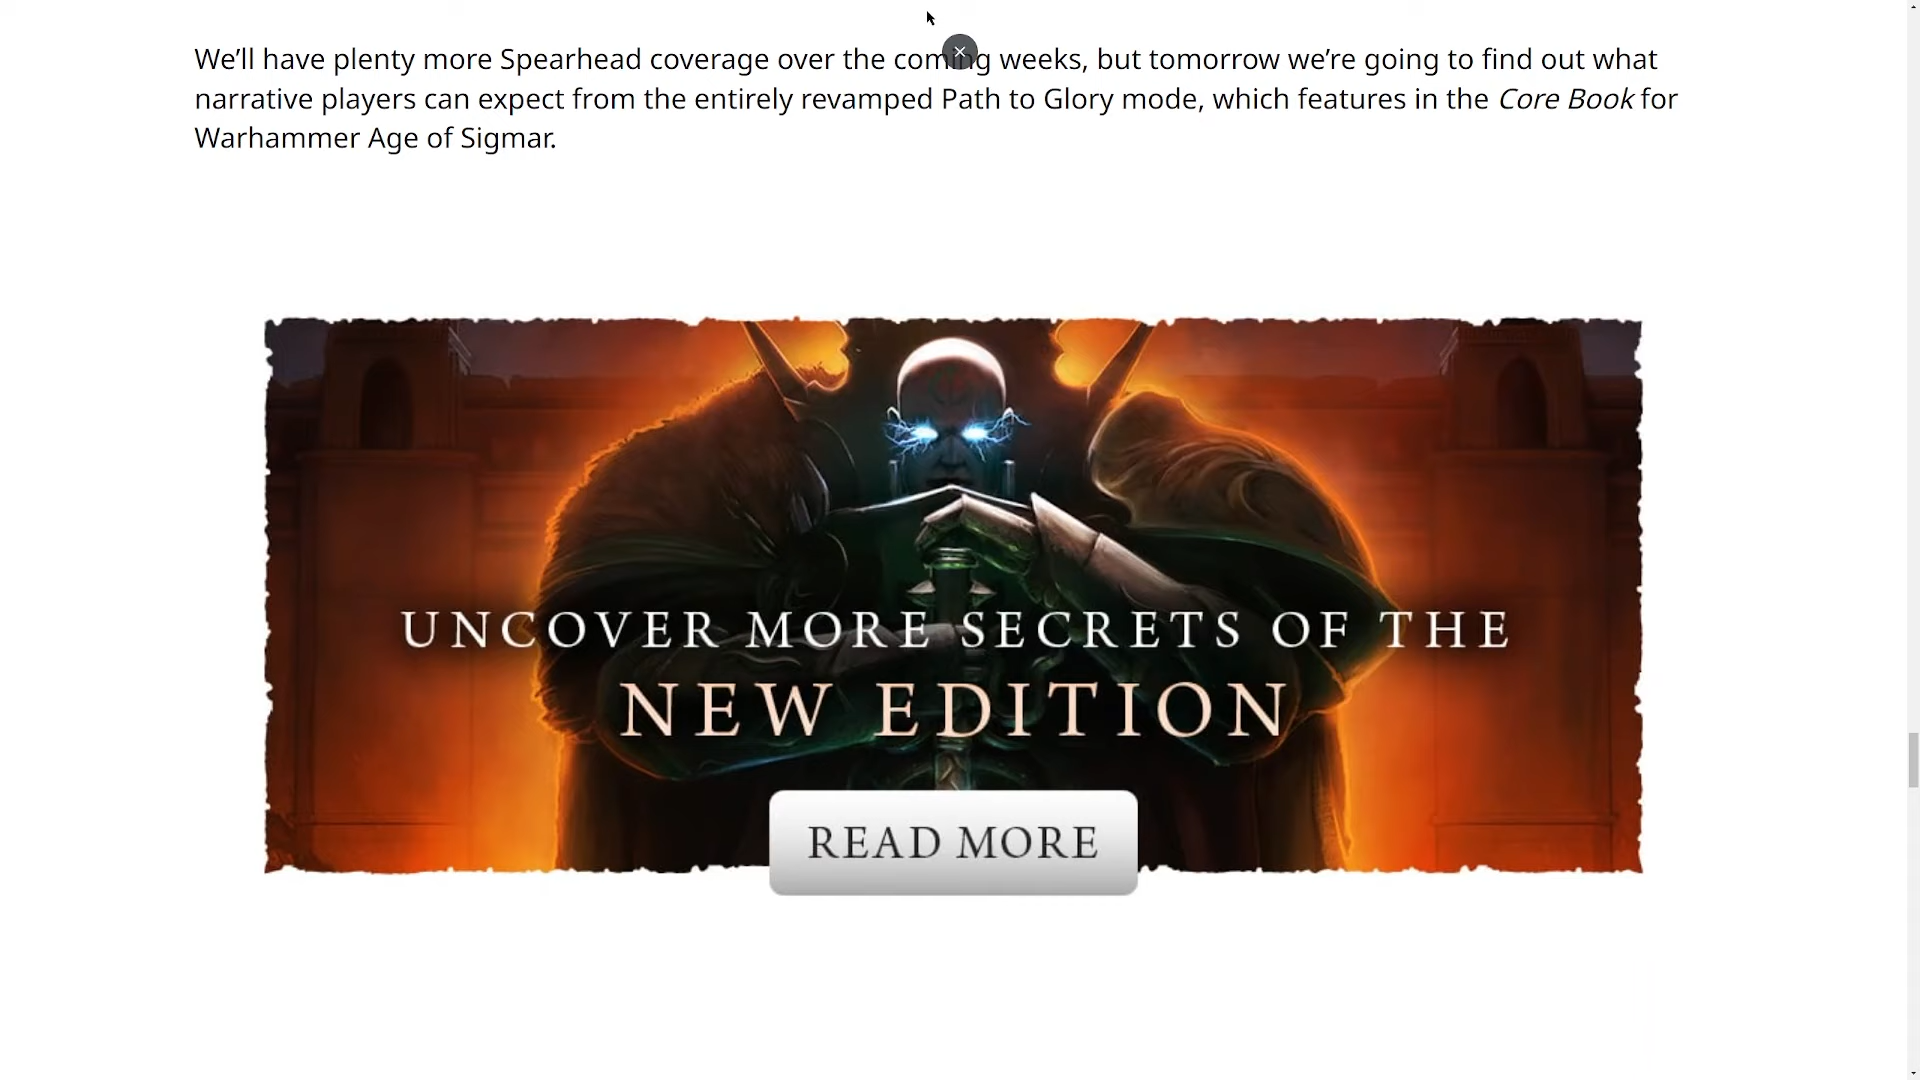 We’ll have plenty more Spearhead coverage over the coming weeks, but tomorrow we’re going to find out what
narrative players can expect from the entirely revamped Path to Glory mode, which features in the Core Book for
Warhammer Age of Sigmar.
UNCOVER MORE SECRETS OF THE
NEW EDITION
READ MORE